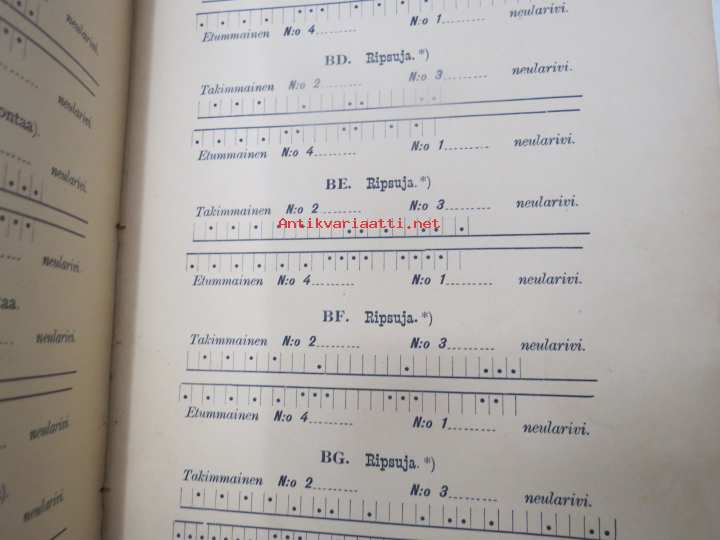 neularivi.
Etummainen N:o 4......... N:o 1......... neularivi.
neularivi.
ontaa).
neularivi.
neularivi.
taa.
neularivi.
neularivi.
neularivi.
BD. Ripsuja.*)
Takimmainen N:o 2......... N:o 3......... neularivi.
Etummainen N:o 4......... N:o 1......... neularivi.
BE. Ripsuja.*)
Takimmainen N:o 2......... N:o 3......... neularivi.
Antikvariaatti.net
Etummainen N:o 4......... N:o 1......... neularivi.
BF. Ripsuja.*)
Takimmainen N:o 2......... N:o 3......... neularivi.
Etummainen N:o 4......... N:o 1......... neularivi.
BG. Ripsuja.*)
Takimmainen N:o 2......... N:o 3......... neularivi.